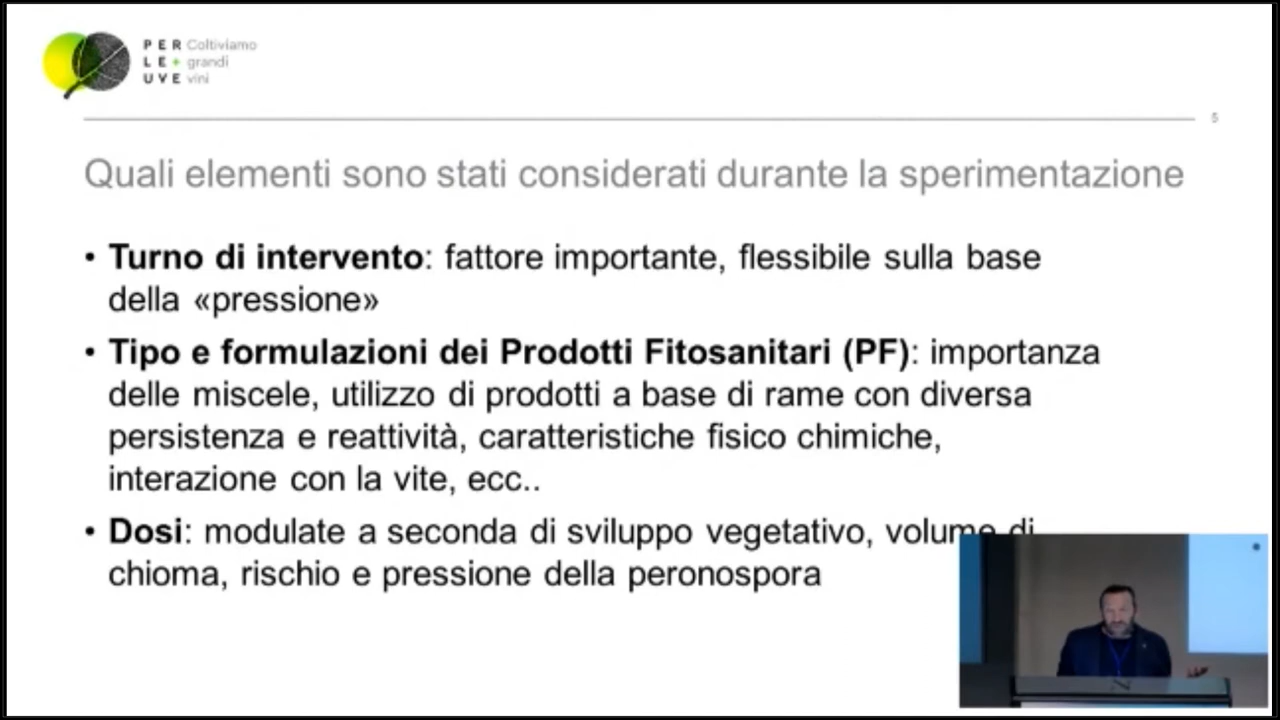 PER Coltiviamo
LE+ grandi
UVE vini
5
Quali elementi sono stati considerati durante la sperimentazione
• Turno di intervento: fattore importante, flessibile sulla base
della «pressione»
• Tipo e formulazioni dei Prodotti Fitosanitari (PF): importanza
delle miscele, utilizzo di prodotti a base di rame con diversa
persistenza e reattività, caratteristiche fisico chimiche,
interazione con la vite, ecc..
• Dosi: modulate a seconda di sviluppo vegetativo, volume di
chioma, rischio e pressione della peronospora